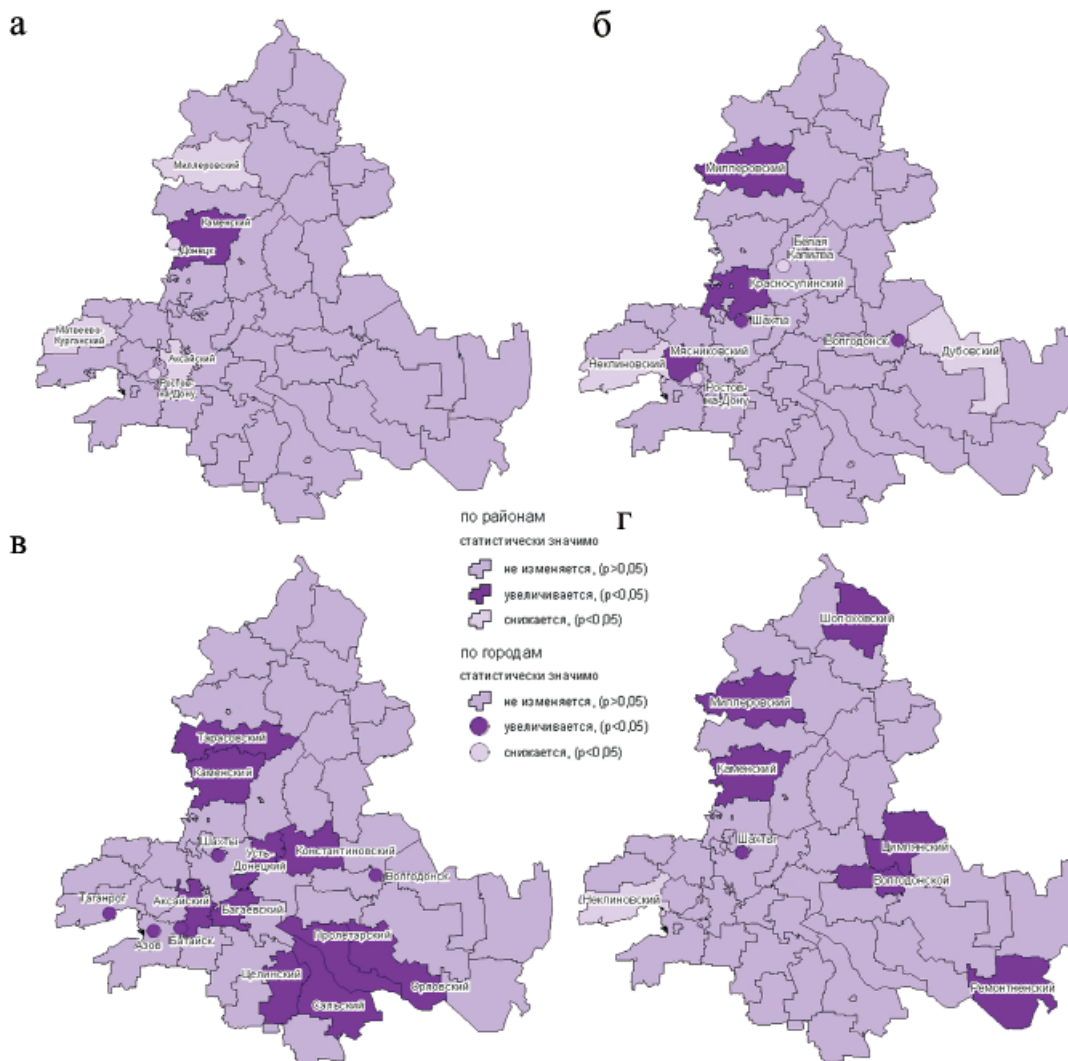 а
Миллеровский
Каменский
Донецк
Матвеево-
Курганский
Аксайский
Ростов-
на-Дону
б
Миллеровский
Белая
Калитва
Красносулинский
Шахты
Волгодонск
Мясниковский
Дубовский
Неклиновский
Ростов-
на-Дону
по районам
статистически значимо
не изменяется, (p>0,05)
увеличивается, (p<0,05)
снижается, (p<0,05)
по городам
статистически значимо
не изменяется, (p>0,05)
увеличивается, (p<0,05)
снижается, (p<0,05)
в
Тарасовский
Каменский
Шахты
Усть-
Донецкий
Константиновский
Волгодонск
Таганрог
Аксайский
Багаевский
Азов
Батайск
Пролетарский
Целинский
Орловский
Сальский
г
Шолоховский
Миллеровский
Каменский
Шахты
Цимлянский
Волгодонской
Неклиновский
Ремонтненский